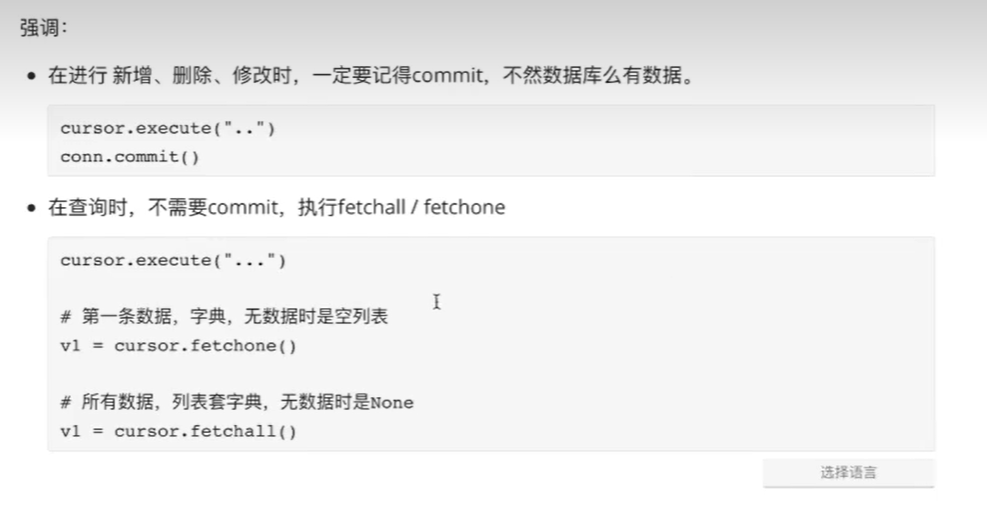 强调：
• 在进行 新增、删除、修改时，一定要记得commit，不然数据库么有数据。
cursor.execute("..")
conn.commit()
• 在查询时，不需要commit，执行fetchall / fetchone
cursor.execute("...")
# 第一条数据，字典，无数据时是空列表
v1 = cursor.fetchone()
# 所有数据，列表套字典，无数据时是None
v1 = cursor.fetchall()
选择语言